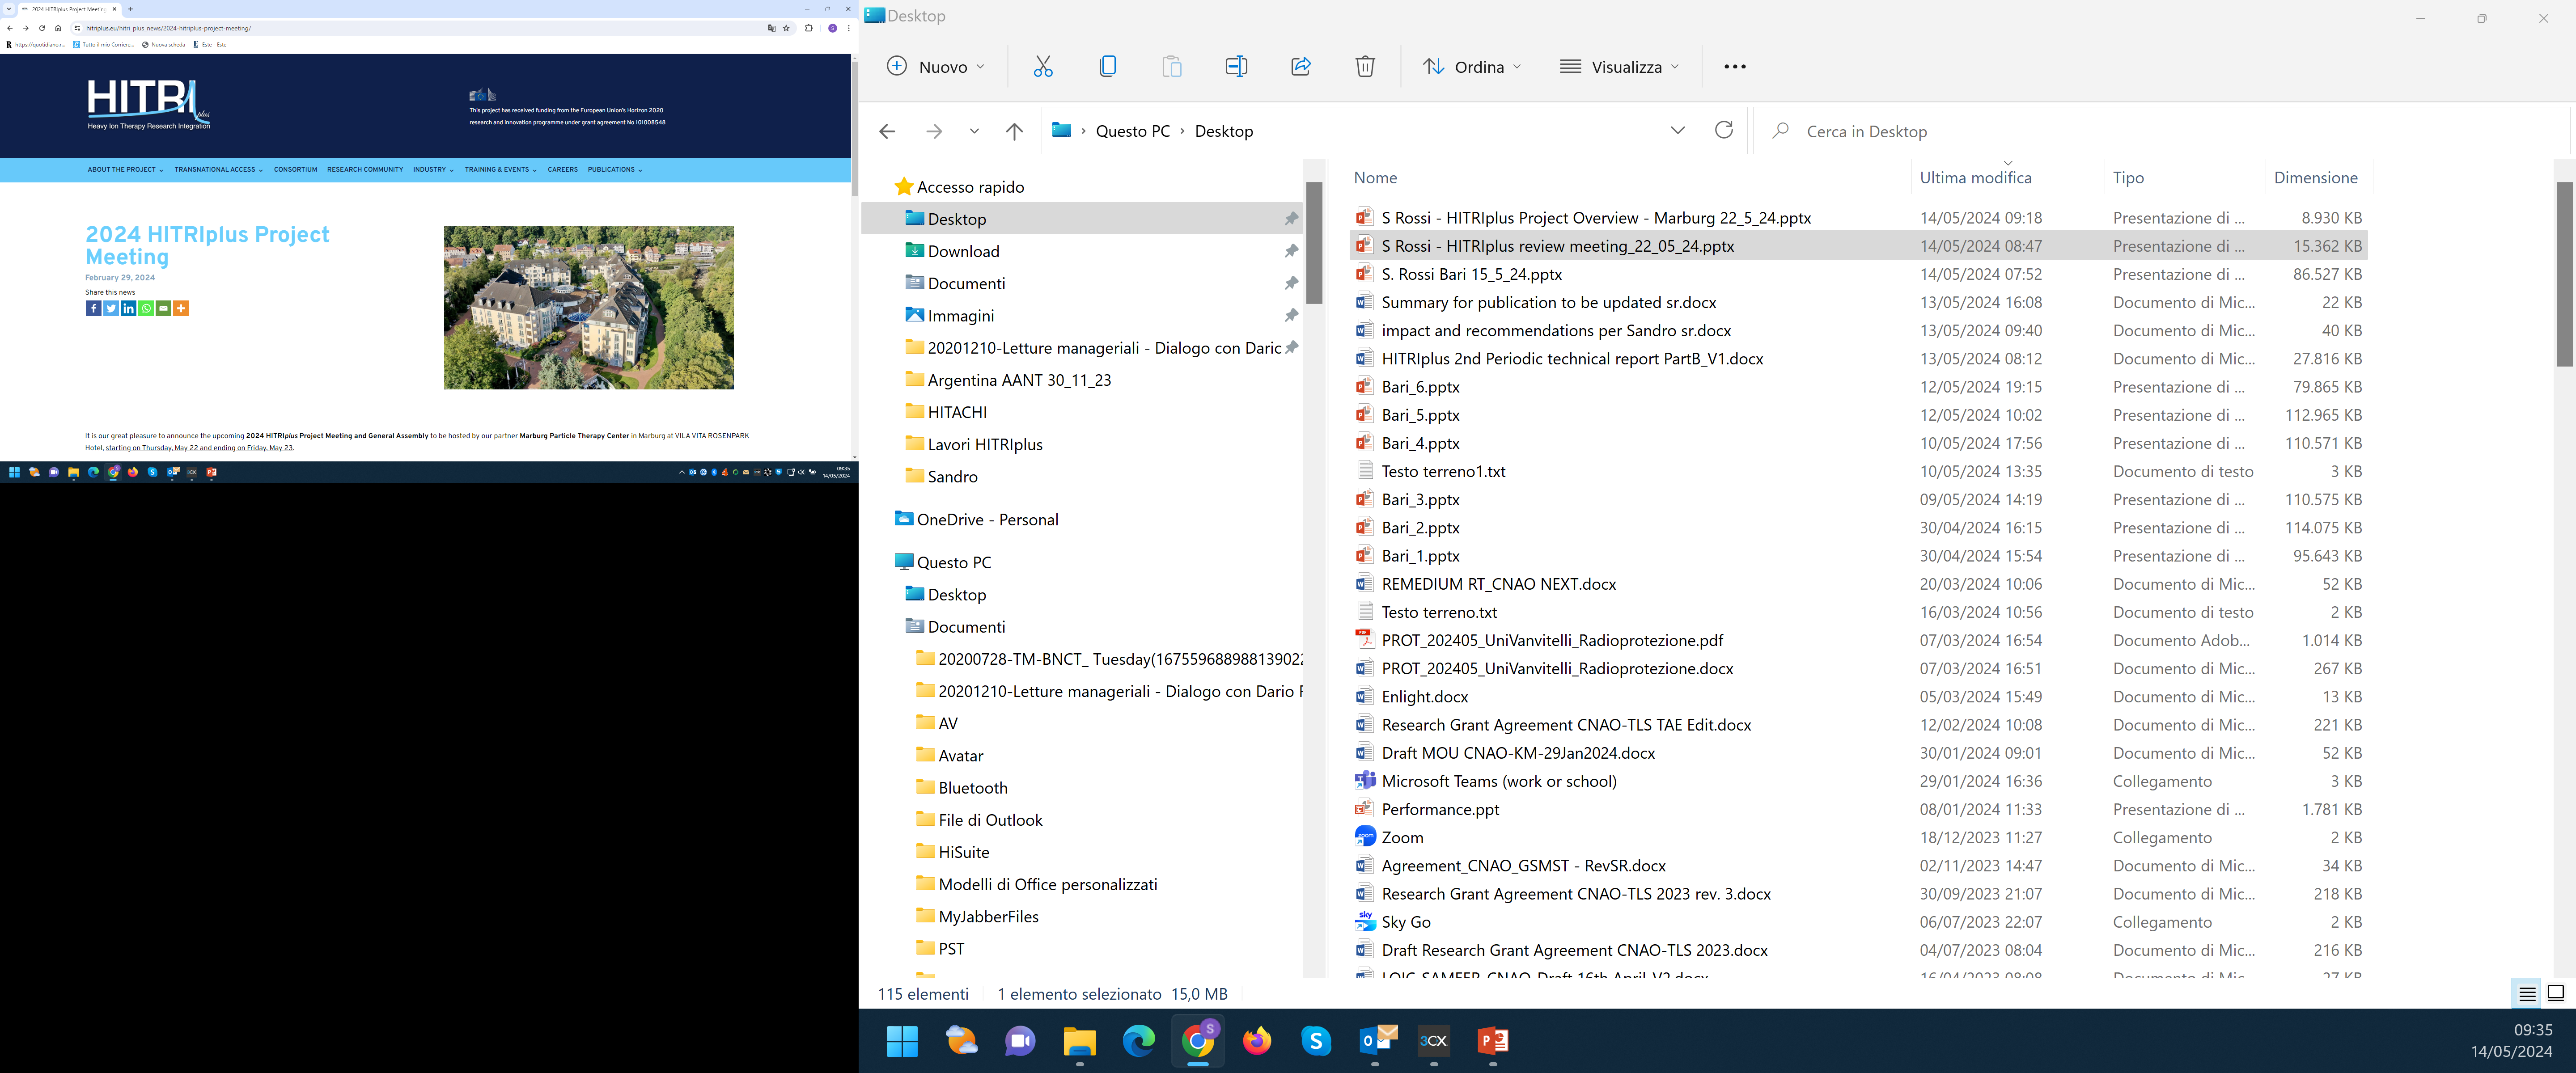 2024 HITRIplus Project Meeting
hitriplus.eu/hitri_plus_news/2024-hitriplus-project-meeting/
https://quotidiano.r...
Tutto il mio Corriere...
Nuova scheda
Este - Este
HITRI plus
Heavy Ion Therapy Research Integration
This project has received funding from the European Union's Horizon 2020
research and innovation programme under grant agreement No 101008548
ABOUT THE PROJECT
TRANSNATIONAL ACCESS
CONSORTIUM
RESEARCH COMMUNITY
INDUSTRY
TRAINING & EVENTS
CAREERS
PUBLICATIONS
2024 HITRIplus Project
Meeting
February 29, 2024
Share this news
It is our great pleasure to announce the upcoming 2024 HITRIplus Project Meeting and General Assembly to be hosted by our partner Marburg Particle Therapy Center in Marburg at VILA VITA ROSENPARK
Hotel, starting on Thursday, May 22 and ending on Friday, May 23.
09:35
14/05/2024
Desktop
Nuovo
Ordina
Visualizza
Questo PC › Desktop
Cerca in Desktop
Accesso rapido
Desktop
Download
Documenti
Immagini
20201210-Letture manageriali - Dialogo con Daric
Argentina AANT 30_11_23
HITACHI
Lavori HITRIplus
Sandro
OneDrive - Personal
Questo PC
Desktop
Documenti
20200728-TM-BNCT_ Tuesday(167559688988139022
20201210-Letture manageriali - Dialogo con Dario F
AV
Avatar
Bluetooth
File di Outlook
HiSuite
Modelli di Office personalizzati
MyJabberFiles
PST
Nome Ultima modifica Tipo Dimensione
S Rossi - HITRIplus Project Overview - Marburg 22_5_24.pptx 14/05/2024 09:18 Presentazione di ... 8.930 KB
S Rossi - HITRIplus review meeting_22_05_24.pptx 14/05/2024 08:47 Presentazione di ... 15.362 KB
S. Rossi Bari 15_5_24.pptx 14/05/2024 07:52 Presentazione di ... 86.527 KB
Summary for publication to be updated sr.docx 13/05/2024 16:08 Documento di Mic... 22 KB
impact and recommendations per Sandro sr.docx 13/05/2024 09:40 Documento di Mic... 40 KB
HITRIplus 2nd Periodic technical report PartB_V1.docx 13/05/2024 08:12 Documento di Mic... 27.816 KB
Bari_6.pptx 12/05/2024 19:15 Presentazione di ... 79.865 KB
Bari_5.pptx 12/05/2024 10:02 Presentazione di ... 112.965 KB
Bari_4.pptx 10/05/2024 17:56 Presentazione di ... 110.571 KB
Testo terreno1.txt 10/05/2024 13:35 Documento di testo 3 KB
Bari_3.pptx 09/05/2024 14:19 Presentazione di ... 110.575 KB
Bari_2.pptx 30/04/2024 16:15 Presentazione di ... 114.075 KB
Bari_1.pptx 30/04/2024 15:54 Presentazione di ... 95.643 KB
REMEDIUM RT_CNAO NEXT.docx 20/03/2024 10:06 Documento di Mic... 52 KB
Testo terreno.txt 16/03/2024 10:56 Documento di testo 2 KB
PROT_202405_UniVanvitelli_Radioprotezione.pdf 07/03/2024 16:54 Documento Adob... 1.014 KB
PROT_202405_UniVanvitelli_Radioprotezione.docx 07/03/2024 16:51 Documento di Mic... 267 KB
Enlight.docx 05/03/2024 15:49 Documento di Mic... 13 KB
Research Grant Agreement CNAO-TLS TAE Edit.docx 12/02/2024 10:08 Documento di Mic... 221 KB
Draft MOU CNAO-KM-29Jan2024.docx 30/01/2024 09:01 Documento di Mic... 52 KB
Microsoft Teams (work or school) 29/01/2024 16:36 Collegamento 3 KB
Performance.ppt 08/01/2024 11:33 Presentazione di ... 1.781 KB
Zoom 18/12/2023 11:27 Collegamento 2 KB
Agreement_CNAO_GSMST - RevSR.docx 02/11/2023 14:47 Documento di Mic... 34 KB
Research Grant Agreement CNAO-TLS 2023 rev. 3.docx 30/09/2023 21:07 Documento di Mic... 218 KB
Sky Go 06/07/2023 22:07 Collegamento 2 KB
Draft Research Grant Agreement CNAO-TLS 2023.docx 04/07/2023 08:04 Documento di Mic... 216 KB
115 elementi 1 elemento selezionato 15,0 MB
3CX
09:35
14/05/2024